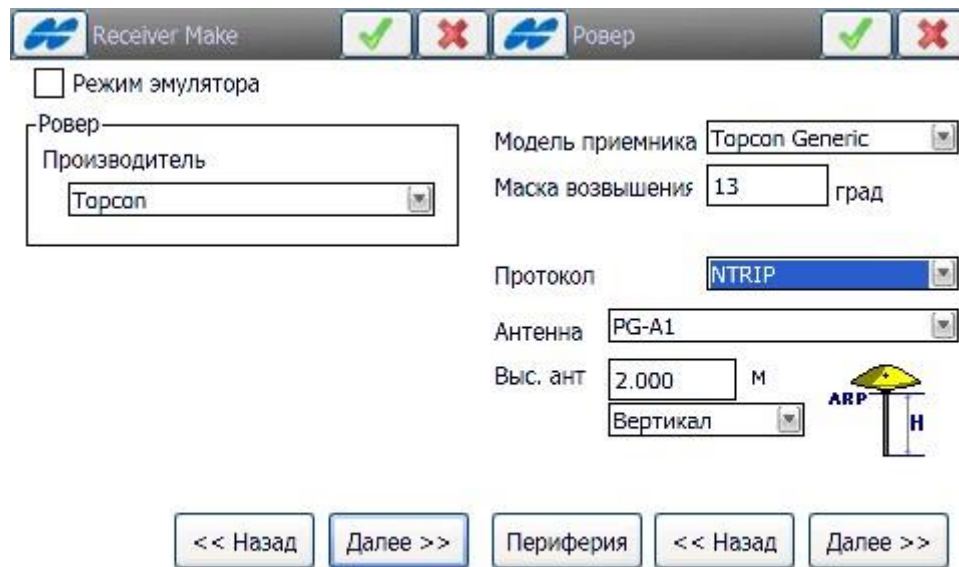 Receiver Make
Режим эмулятора
Ровер
Производитель
Topcon
<< Назад
Далее >>
Ровер
Модель приемника Topcon Generic
Маска возвышения 13 град
Протокол NTRIP
Антенна PG-A1
Выс. ант 2.000 м
Вертикал
ARP
H
Периферия
<< Назад
Далее >>